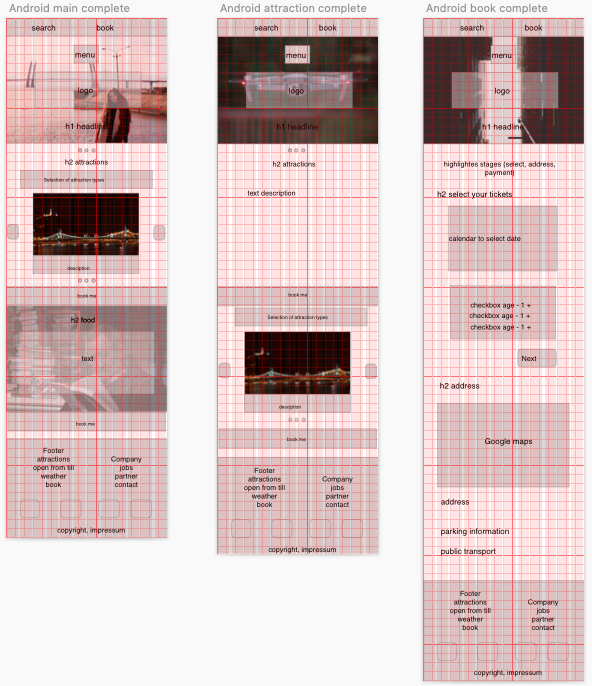 Android main complete
search book
menu
logo
h1 headline
h2 attractions
Selection of attraction types
desciption
book me
h2 food
text
book me
Footer
attractions
open from till
weather
book
Company
jobs
partner
contact
copyright, impressum
Android attraction complete
search book
menu
logo
h1 headline
h2 attractions
text description
book me
Selection of attraction types
desciption
book me
Footer
attractions
open from till
weather
book
Company
jobs
partner
contact
copyright, impressum
Android book complete
search book
menu
logo
h1 headline
highlightes stages (select, address,
payment)
h2 select your tickets
calendar to select date
checkbox age - 1 +
checkbox age - 1 +
checkbox age - 1 +
Next
h2 address
Google maps
address
parking information
public transport
Footer
attractions
open from till
weather
book
Company
jobs
partner
contact
copyright, impressum